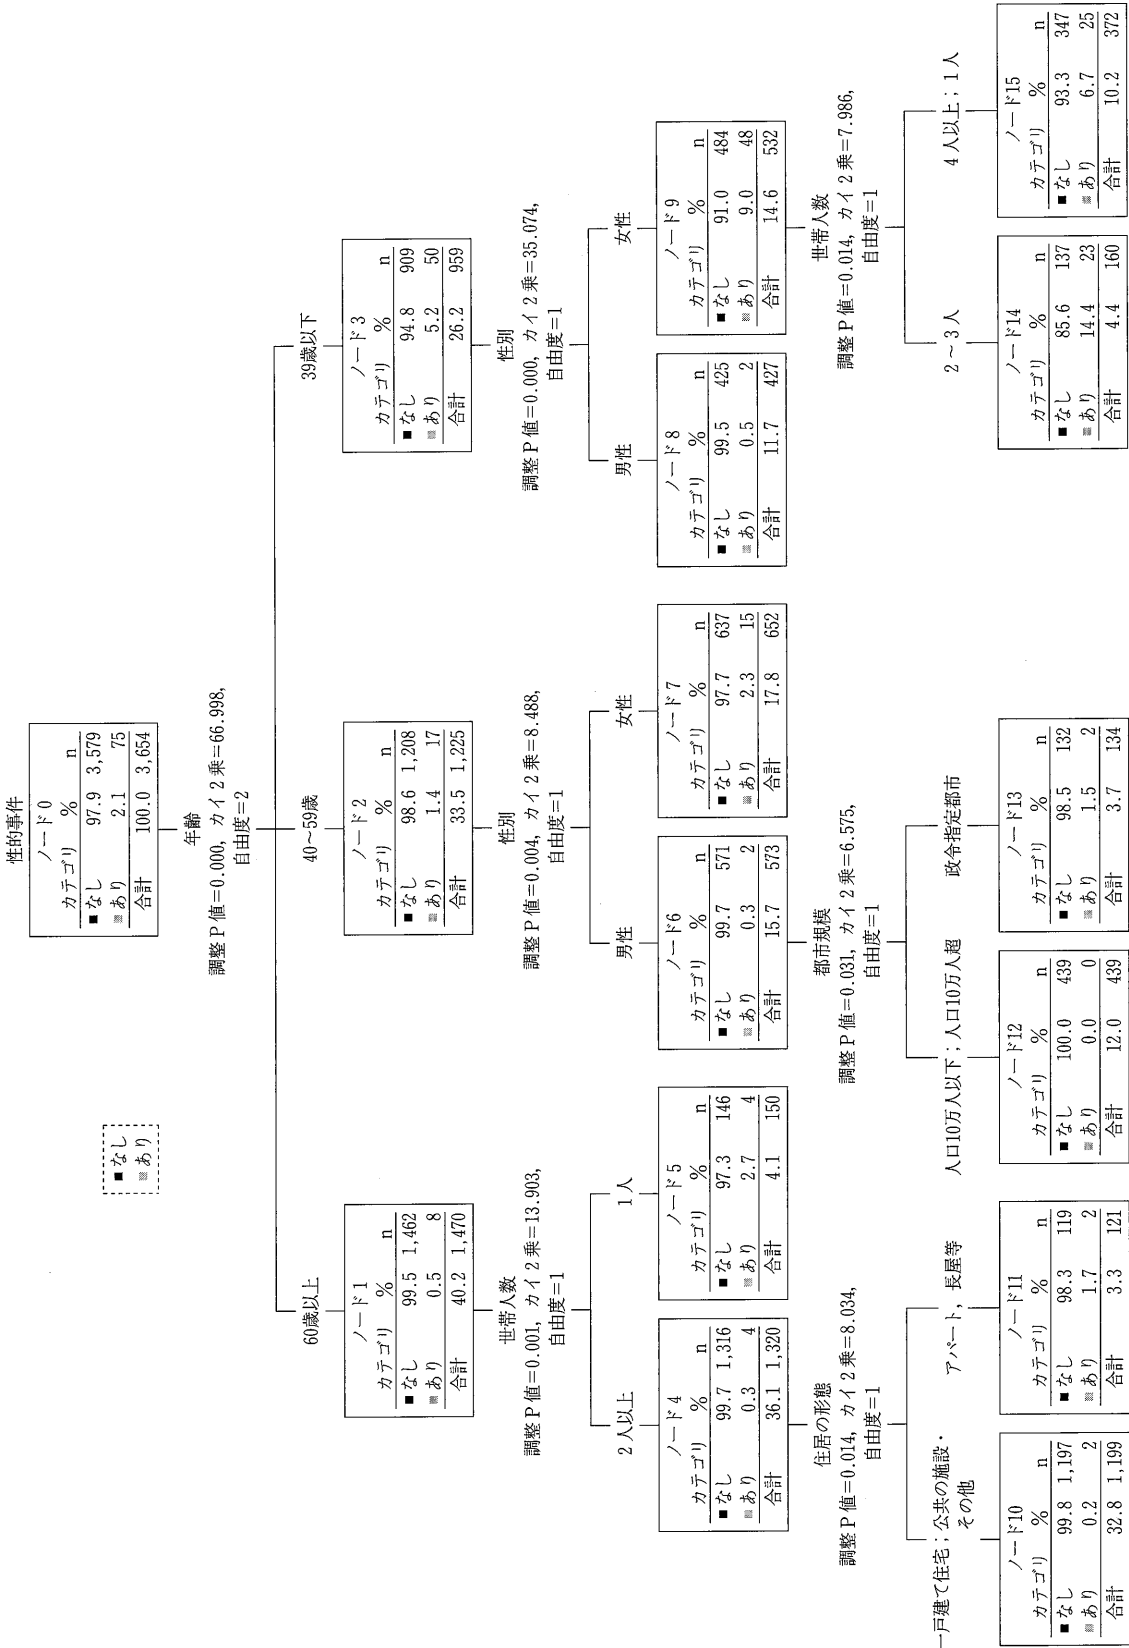 性的事件
ノード0
カテゴリ % n
■なし 97.9 3,579
■あり 2.1 75
合計 100.0 3,654
■なし
■あり
年齢
調整P値=0.000, カイ2乗=66.998,
自由度=2
60歳以上
40～59歳
39歳以下
ノード1
カテゴリ % n
■なし 99.5 1,462
■あり 0.5 8
合計 40.2 1,470
ノード2
カテゴリ % n
■なし 98.6 1,208
■あり 1.4 17
合計 33.5 1,225
ノード3
カテゴリ % n
■なし 94.8 909
■あり 5.2 50
合計 26.2 959
世帯人数
調整P値=0.001, カイ2乗=13.903,
自由度=1
性別
調整P値=0.004, カイ2乗=8.488,
自由度=1
性別
調整P値=0.000, カイ2乗=35.074,
自由度=1
2人以上
1人
男性
女性
男性
女性
ノード4
カテゴリ % n
■なし 99.7 1,316
■あり 0.3 4
合計 36.1 1,320
ノード5
カテゴリ % n
■なし 97.3 146
■あり 2.7 4
合計 4.1 150
ノード6
カテゴリ % n
■なし 99.7 571
■あり 0.3 2
合計 15.7 573
ノード7
カテゴリ % n
■なし 97.7 637
■あり 2.3 15
合計 17.8 652
ノード8
カテゴリ % n
■なし 99.5 425
■あり 0.5 2
合計 11.7 427
ノード9
カテゴリ % n
■なし 91.0 484
■あり 9.0 48
合計 14.6 532
住居の形態
調整P値=0.014, カイ2乗=8.034,
自由度=1
都市規模
調整P値=0.031, カイ2乗=6.575,
自由度=1
世帯人数
調整P値=0.014, カイ2乗=7.986,
自由度=1
一戸建て住宅；公共の施設・
その他
アパート，長屋等
人口10万人以下；人口10万人超
政令指定都市
2～3人
4人以上；1人
ノード10
カテゴリ % n
■なし 99.8 1,197
■あり 0.2 2
合計 32.8 1,199
ノード11
カテゴリ % n
■なし 98.3 119
■あり 1.7 2
合計 3.3 121
ノード12
カテゴリ % n
■なし 100.0 439
■あり 0.0 0
合計 12.0 439
ノード13
カテゴリ % n
■なし 98.5 132
■あり 1.5 2
合計 3.7 134
ノード14
カテゴリ % n
■なし 85.6 137
■あり 14.4 23
合計 4.4 160
ノード15
カテゴリ % n
■なし 93.3 347
■あり 6.7 25
合計 10.2 372